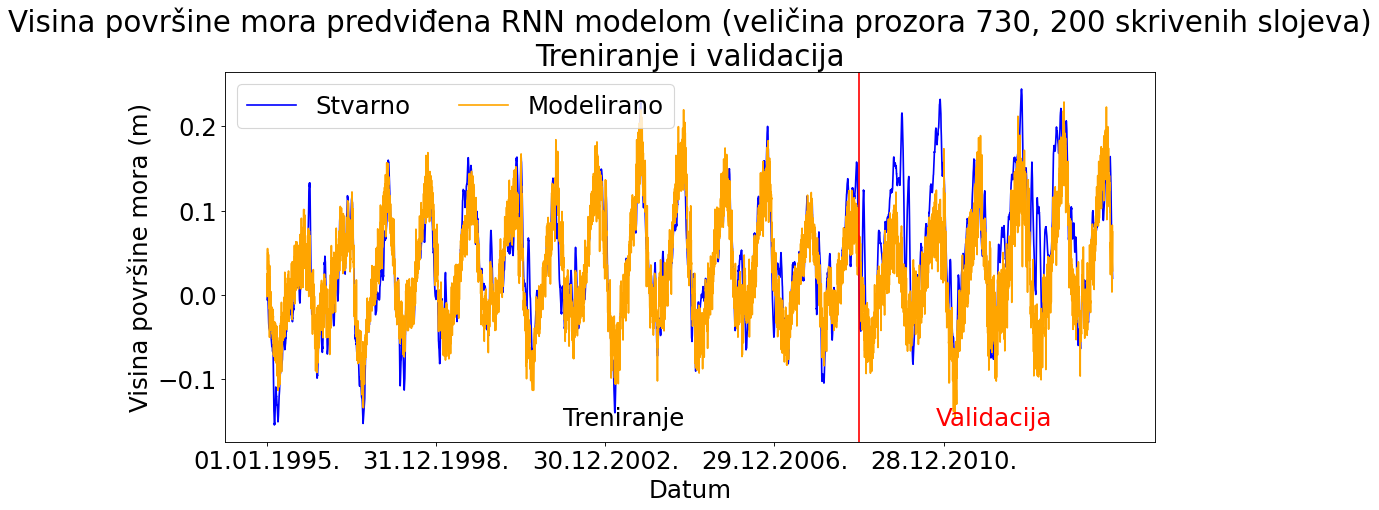 Visina površine mora predviđena RNN modelom (veličina prozora 730, 200 skrivenih slojeva)
Treniranje i validacija
Stvarno
Modelirano
Visina površine mora (m)
0.2
0.1
0.0
−0.1
Treniranje
Validacija
01.01.1995.
31.12.1998.
30.12.2002.
29.12.2006.
28.12.2010.
Datum